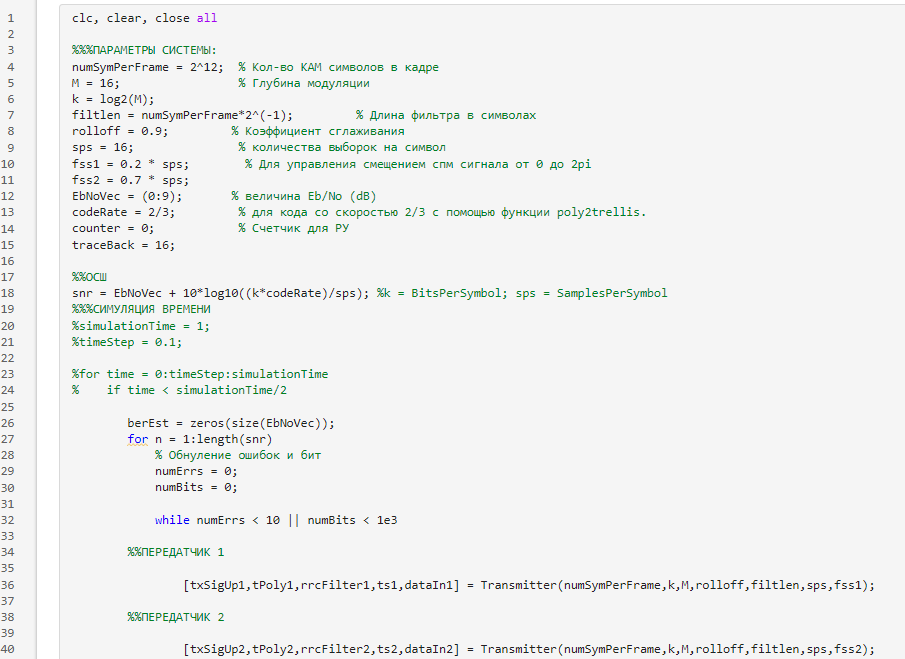 1 clc, clear, close all
2
3 %%%ПАРАМЕТРЫ СИСТЕМЫ:
4 numSymPerFrame = 2^12;  % Кол-во КАМ символов в кадре
5 M = 16;                 % Глубина модуляции
6 k = log2(M);
7 filtlen = numSymPerFrame*2^(-1);         % Длина фильтра в символах
8 rolloff = 0.9;         % Коэффициент сглаживания
9 sps = 16;               % количества выборок на символ
10 fss1 = 0.2 * sps;        % Для управления смещением спм сигнала от 0 до 2pi
11 fss2 = 0.7 * sps;
12 EbNoVec = (0:9);       % величина Eb/No (dB)
13 codeRate = 2/3;         % для кода со скоростью 2/3 с помощью функции poly2trellis.
14 counter = 0;            % Счетчик для РУ
15 traceBack = 16;
16
17 %%ОСШ
18 snr = EbNoVec + 10*log10((k*codeRate)/sps); %k = BitsPerSymbol; sps = SamplesPerSymbol
19 %%%СИМУЛЯЦИЯ ВРЕМЕНИ
20 %simulationTime = 1;
21 %timeStep = 0.1;
22
23 %for time = 0:timeStep:simulationTime
24 %    if time < simulationTime/2
25
26         berEst = zeros(size(EbNoVec));
27         for n = 1:length(snr)
28             % Обнуление ошибок и бит
29             numErrs = 0;
30             numBits = 0;
31
32             while numErrs < 10 || numBits < 1e3
33
34         %%ПЕРЕДАТЧИК 1
35
36                 [txSigUp1,tPoly1,rrcFilter1,ts1,dataIn1] = Transmitter(numSymPerFrame,k,M,rolloff,filtlen,sps,fss1);
37
38         %%ПЕРЕДАТЧИК 2
39
40                 [txSigUp2,tPoly2,rrcFilter2,ts2,dataIn2] = Transmitter(numSymPerFrame,k,M,rolloff,filtlen,sps,fss2);